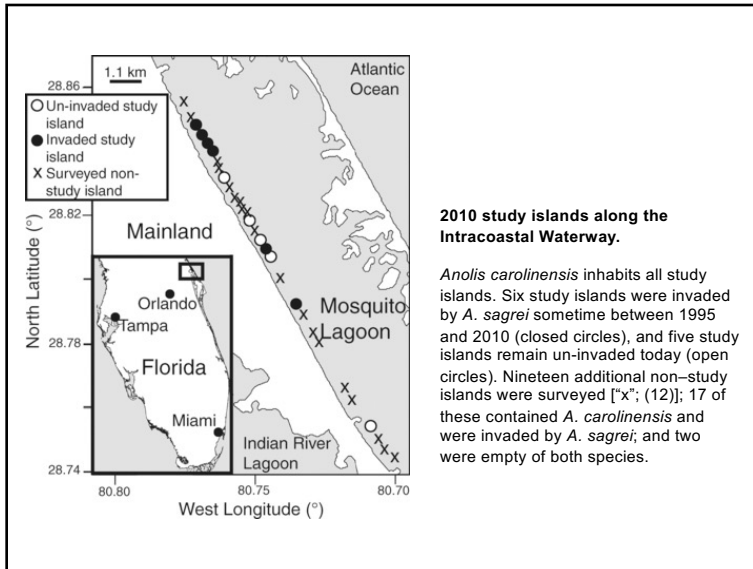 1.1 km
Atlantic
Ocean
28.86
Un-invaded study
island
Invaded study
island
X Surveyed non-
study island
28.82
Mainland
North Latitude (°)
Orlando
Tampa
Florida
Miami
Mosquito
Lagoon
28.78
Indian River
Lagoon
28.74
80.80
80.75
80.70
West Longitude (°)
2010 study islands along the
Intracoastal Waterway.
Anolis carolinensis inhabits all study
islands. Six study islands were invaded
by A. sagrei sometime between 1995
and 2010 (closed circles), and five study
islands remain un-invaded today (open
circles). Nineteen additional non–study
islands were surveyed [“x”; (12)]; 17 of
these contained A. carolinensis and
were invaded by A. sagrei; and two
were empty of both species.